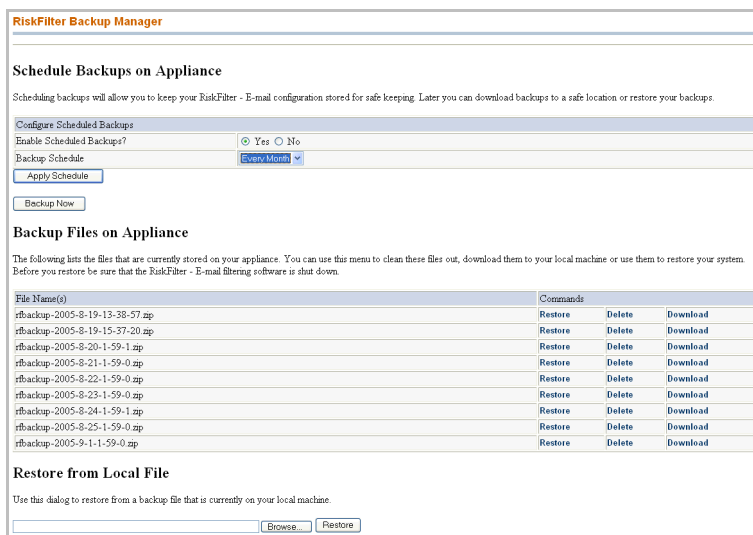 RiskFilter Backup Manager
Schedule Backups on Appliance
Scheduling backups will allow you to keep your RiskFilter - E-mail configuration stored for safe keeping. Later you can download backups to a safe location or restore your backups.
Configure Scheduled Backups
Enable Scheduled Backups? Yes No
Backup Schedule Every Month
Apply Schedule
Backup Now
Backup Files on Appliance
The following lists the files that are currently stored on your appliance. You can use this menu to clean these files out, download them to your local machine or use them to restore your system.
Before you restore be sure that the RiskFilter - E-mail filtering software is shut down.
File Name(s) Commands
rfbackup-2005-8-19-13-38-57.zip Restore Delete Download
rfbackup-2005-8-19-15-37-20.zip Restore Delete Download
rfbackup-2005-8-20-1-59-1.zip Restore Delete Download
rfbackup-2005-8-21-1-59-0.zip Restore Delete Download
rfbackup-2005-8-22-1-59-0.zip Restore Delete Download
rfbackup-2005-8-23-1-59-0.zip Restore Delete Download
rfbackup-2005-8-24-1-59-1.zip Restore Delete Download
rfbackup-2005-8-25-1-59-0.zip Restore Delete Download
rfbackup-2005-9-1-1-59-0.zip Restore Delete Download
Restore from Local File
Use this dialog to restore from a backup file that is currently on your local machine.
Browse... Restore